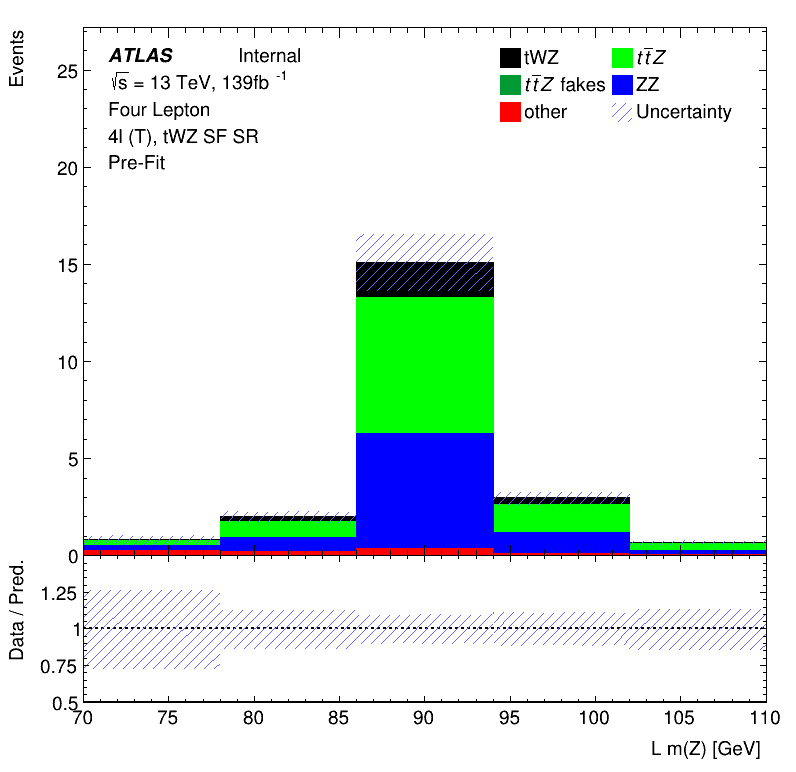 Events
ATLAS Internal
√s = 13 TeV, 139fb⁻¹
Four Lepton
4l (T), tWZ SF SR
Pre-Fit
tWZ
tt̄Z
tt̄Z fakes
ZZ
other
Uncertainty
25
20
15
10
5
0
Data / Pred.
1.25
1
0.75
0.5
70 75 80 85 90 95 100 105 110
L m(Z) [GeV]